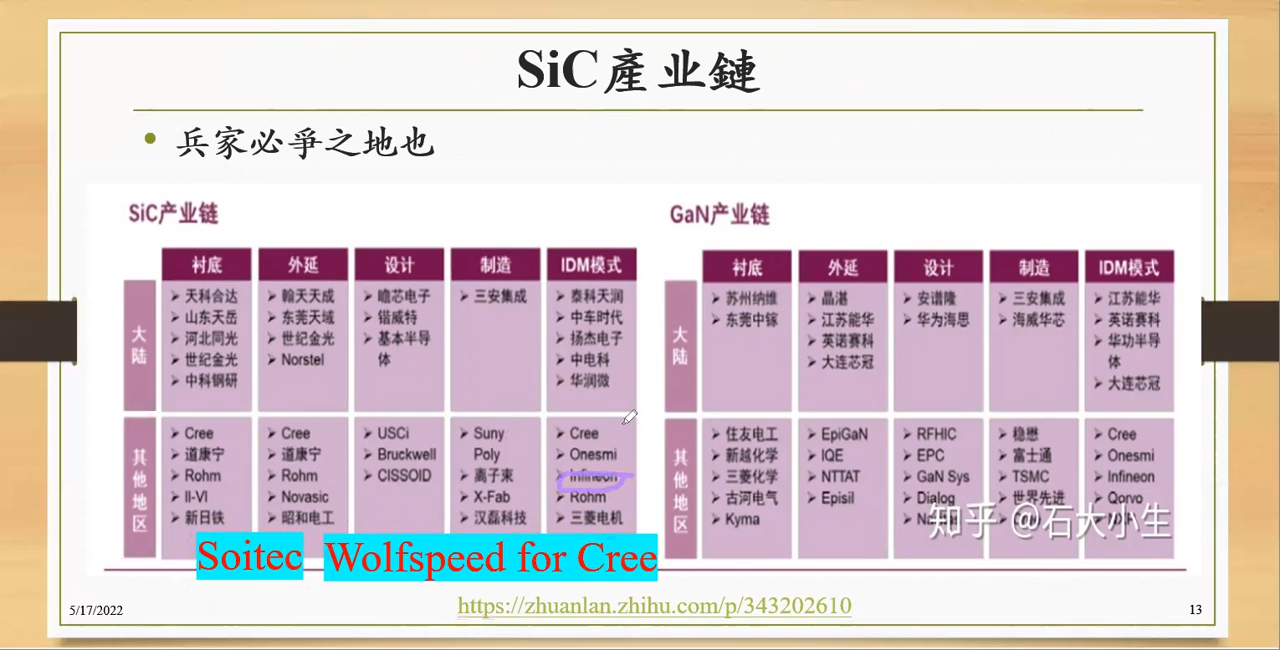 SiC產业鏈
兵家必爭之地也
SiC产业链
衬底 外延 设计 制造 IDM模式
大陆
天科合达
山东天岳
河北同光
世纪金光
中科钢研
翰天天成
东莞天域
世纪金光
Norstel
瞻芯电子
锴威特
基本半导
体
三安集成
泰科天润
中车时代
扬杰电子
中电科
华润微
其他地区
Cree
道康宁
Rohm
II-VI
新日铁
Cree
道康宁
Rohm
Novasic
昭和电工
USCi
Bruckwell
CISSOID
Suny
Poly
离子束
X-Fab
汉磊科技
Cree
Onesmi
Infineon
Rohm
三菱电机
GaN产业链
衬底 外延 设计 制造 IDM模式
大陆
苏州纳维
东莞中镓
晶湛
江苏能华
英诺赛科
大连芯冠
安谱隆
华为海思
三安集成
海威华芯
江苏能华
英诺赛科
华功半导
体
大连芯冠
其他地区
住友电工
新越化学
三菱化学
古河电气
Kyma
EpiGaN
IQE
NTTAT
Episil
RFHIC
EPC
GaN Sys
Dialog
稳懋
富士通
TSMC
世界先进
Cree
Onesmi
Infineon
Qorvo
知乎 @石大小生
Soitec
Wolfspeed for Cree
5/17/2022
https://zhuanlan.zhihu.com/p/343202610
13